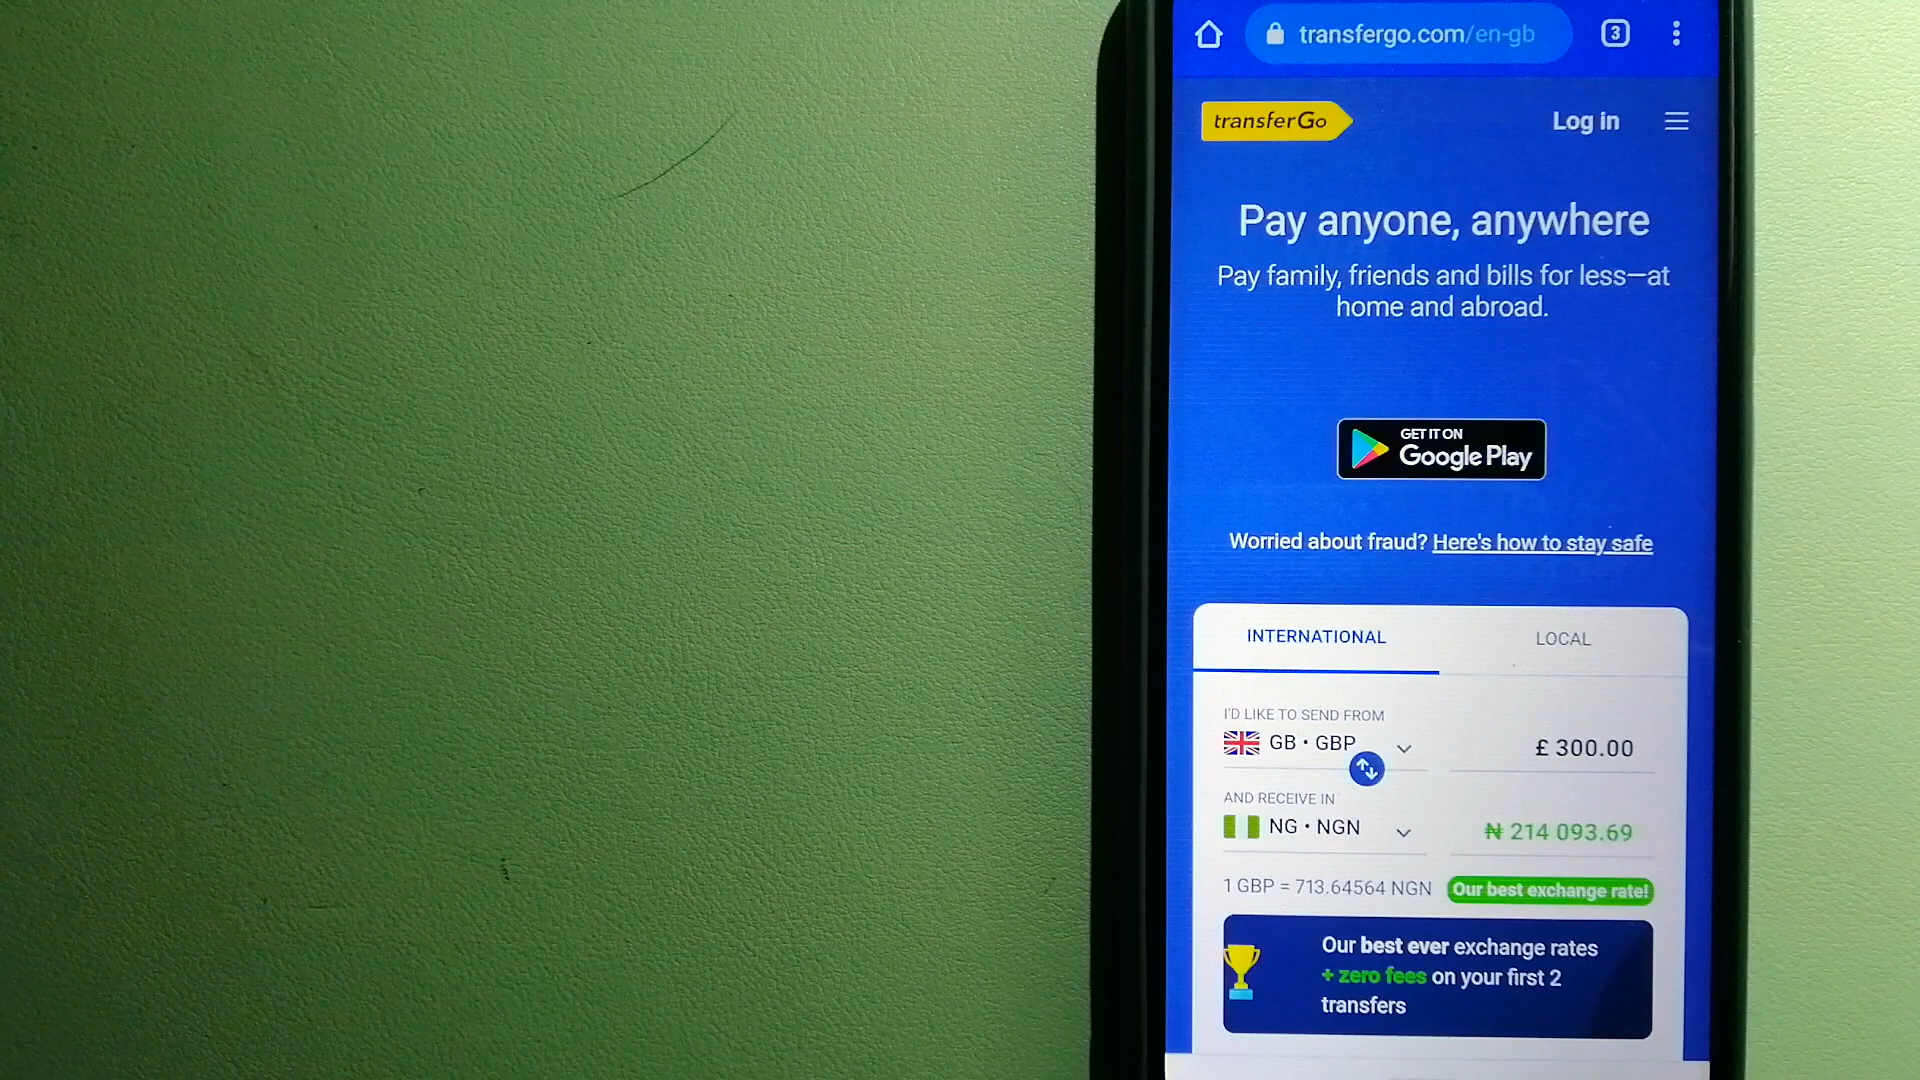 transfergo.com/en-gb
3
transferGo
Log in
Pay anyone, anywhere
Pay family, friends and bills for less—at
home and abroad.
GET IT ON
Google Play
Worried about fraud? Here's how to stay safe
INTERNATIONAL
LOCAL
I'D LIKE TO SEND FROM
GB • GBP
£ 300.00
AND RECEIVE IN
NG • NGN
₦ 214 093.69
1 GBP = 713.64564 NGN
Our best exchange rate!
Our best ever exchange rates
+ zero fees on your first 2
transfers